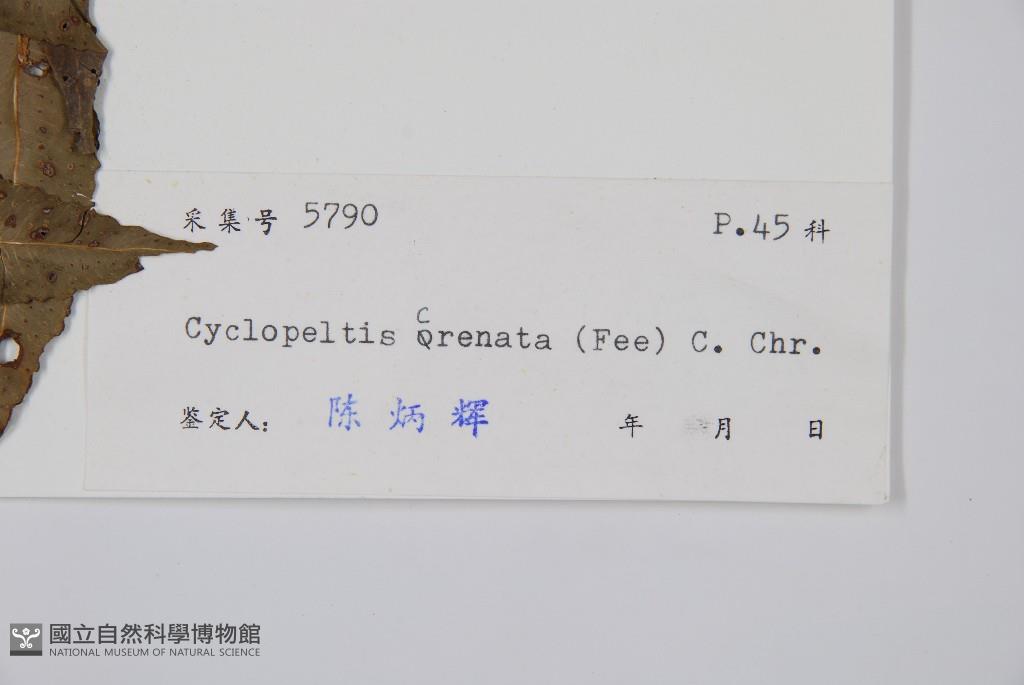 采集号 5790 P.45 科
Cyclopeltis Crenata (Fee) C. Chr.
鉴定人: 陈炳辉 年 月 日
國立自然科學博物館
NATIONAL MUSEUM OF NATURAL SCIENCE